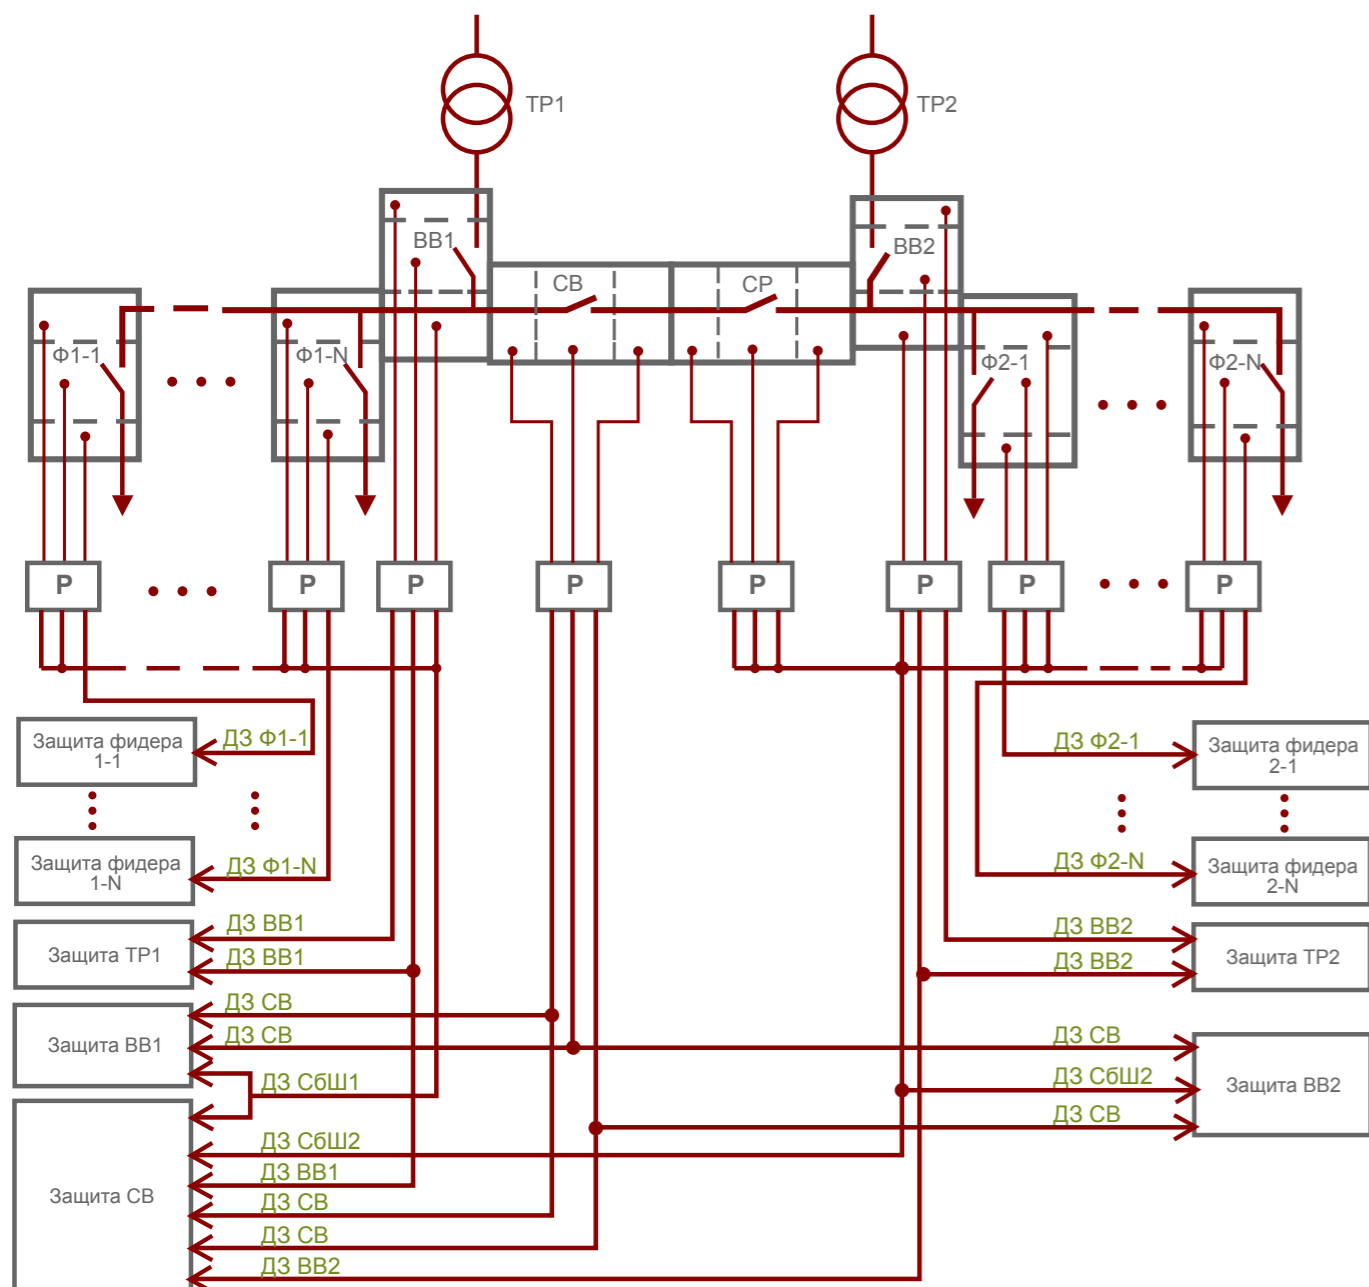 ТР1
ТР2
ВВ1
ВВ2
СВ
СР
Ф1-1
Ф1-N
Ф2-1
Ф2-N
Р
Р
Р
Р
Р
Р
Р
Р
Защита фидера
1-1
ДЗ Ф1-1
ДЗ Ф2-1
Защита фидера
2-1
Защита фидера
1-N
ДЗ Ф1-N
ДЗ Ф2-N
Защита фидера
2-N
Защита ТР1
ДЗ ВВ1
ДЗ ВВ1
ДЗ ВВ2
ДЗ ВВ2
Защита ТР2
Защита ВВ1
ДЗ СВ
ДЗ СВ
ДЗ СбШ1
ДЗ СВ
ДЗ СбШ2
ДЗ СВ
Защита ВВ2
Защита СВ
ДЗ СбШ2
ДЗ ВВ1
ДЗ СВ
ДЗ СВ
ДЗ ВВ2